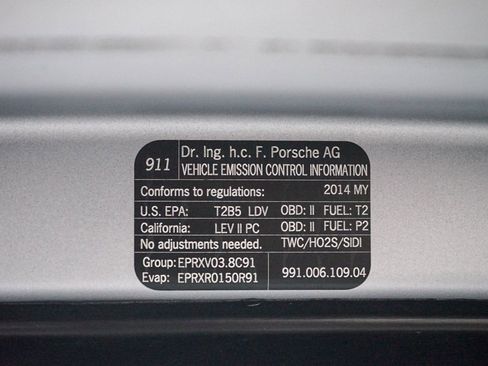 911 Dr. Ing. h.c. F. Porsche AG
VEHICLE EMISSION CONTROL INFORMATION
Conforms to regulations: 2014 MY
U.S. EPA: T2B5 LDV OBD: II FUEL: T2
California: LEV II PC OBD: II FUEL: P2
No adjustments needed. TWC/HO2S/SIDI
Group: EPRXV03.8C91
Evap: EPRXR0150R91 991.006.109.04